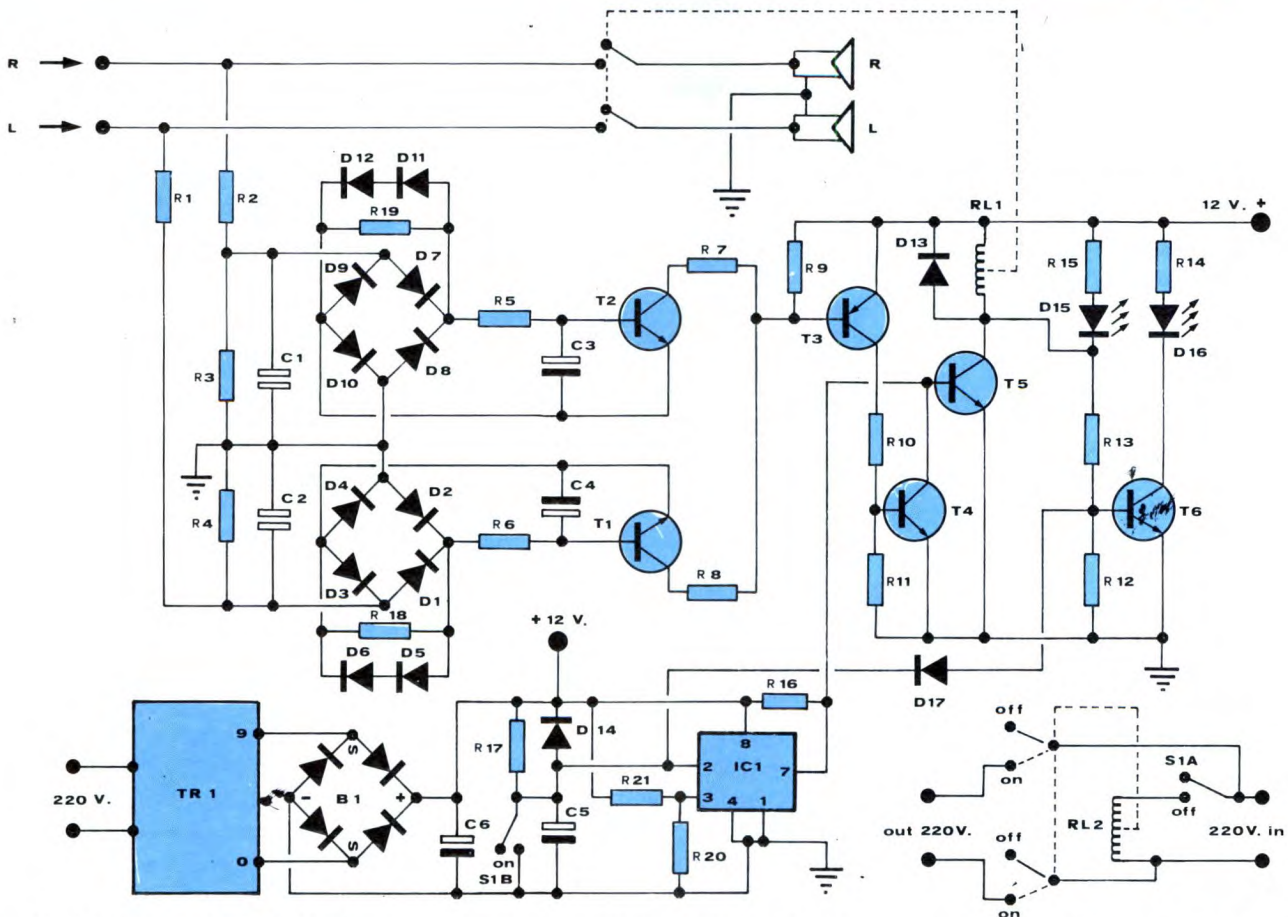 R
R
L
L
RL1
12 V. +
D12
D11
R1
R2
R19
R7
D13
R9
R15
R14
D9
D7
T2
R5
D15
T3
D16
C3
R3
C1
D10
D8
T5
R10
R13
D4
D2
C4
R4
C2
R6
T1
T4
T6
R8
R11
R12
D3
D1
R 18
+ 12 V.
D6
D5
D17
R16
off
9
S
R17
D 14
8
S1A
2
IC1
7
on
off
R21
3
220 V.
TR 1
-
B1
+
4
1
RL2
C6
C5
out 220V.
off
220V. in
R20
0
S
on
S1B
on